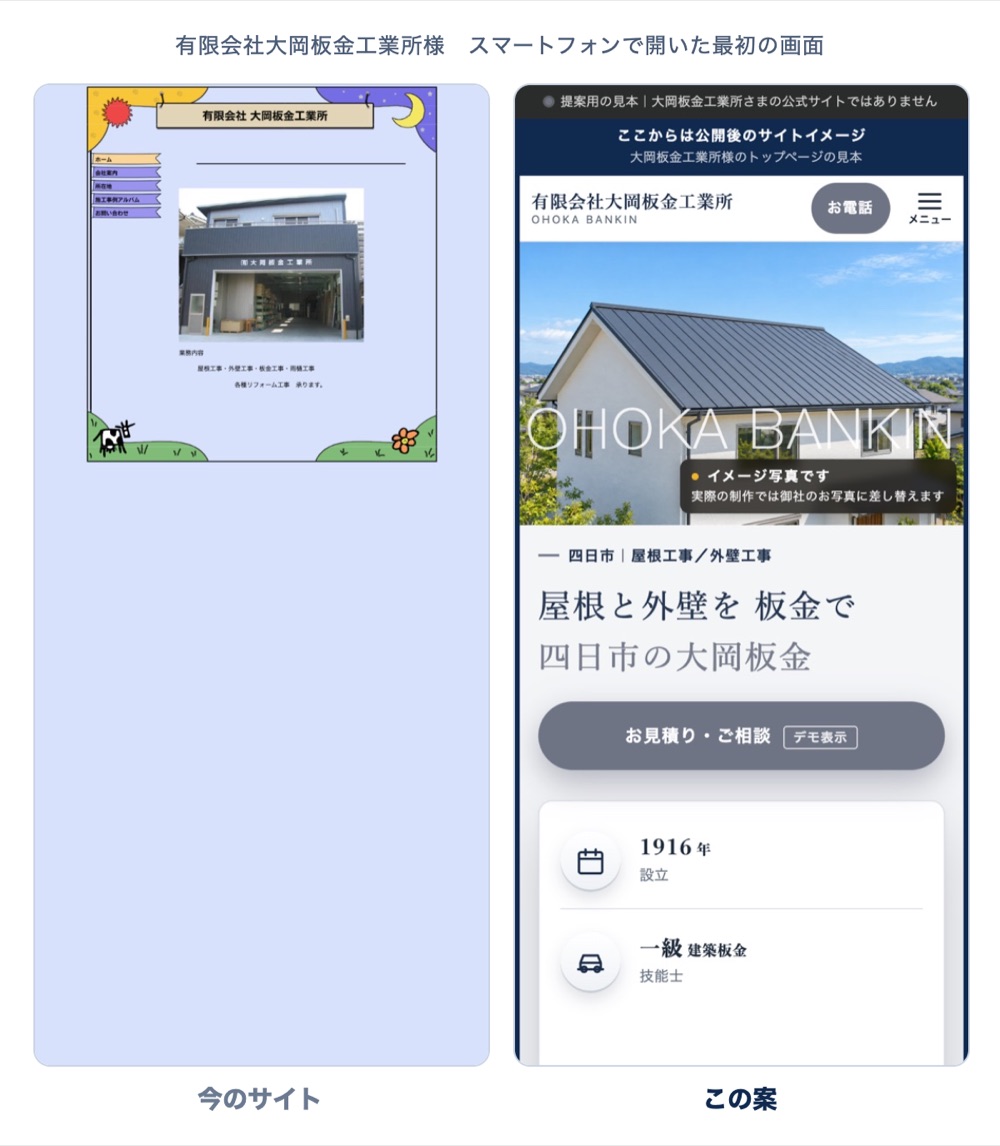 有限会社大岡板金工業所様　スマートフォンで開いた最初の画面
有限会社 大岡板金工業所
ホーム
会社案内
所在地
施工事例アルバム
お問い合わせ
㈲大岡板金工業所
業務内容
屋根工事・外壁工事・板金工事・雨樋工事
各種リフォーム工事　承ります。
今のサイト
提案用の見本｜大岡板金工業所さまの公式サイトではありません
ここからは公開後のサイトイメージ
大岡板金工業所様のトップページの見本
有限会社大岡板金工業所
OHOKA BANKIN
お電話
メニュー
OHOKA BANKIN
イメージ写真です
実際の制作では御社のお写真に差し替えます
四日市｜屋根工事／外壁工事
屋根と外壁を 板金で
四日市の大岡板金
お見積り・ご相談 デモ表示
1916 年
設立
一級 建築板金
技能士
この案